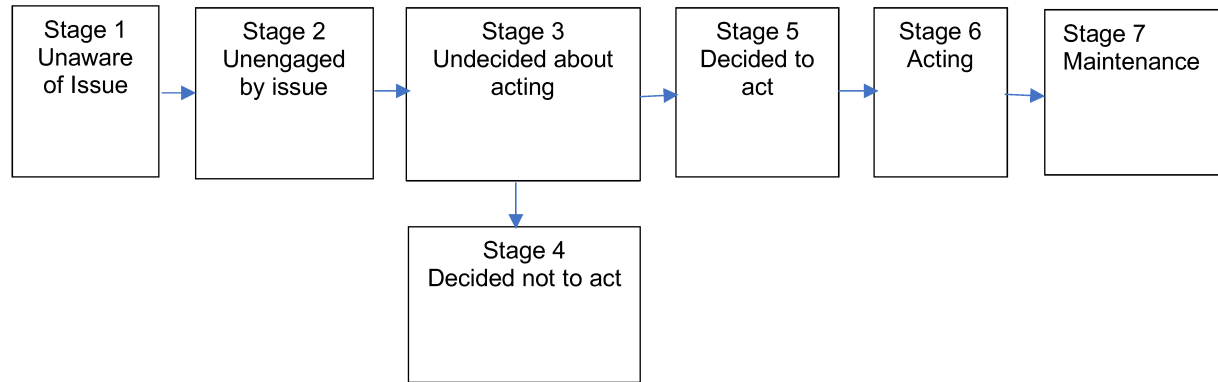 Stage 1
Unaware
of Issue
Stage 2
Unengaged
by issue
Stage 3
Undecided about
acting
Stage 5
Decided to
act
Stage 6
Acting
Stage 7
Maintenance
Stage 4
Decided not to act